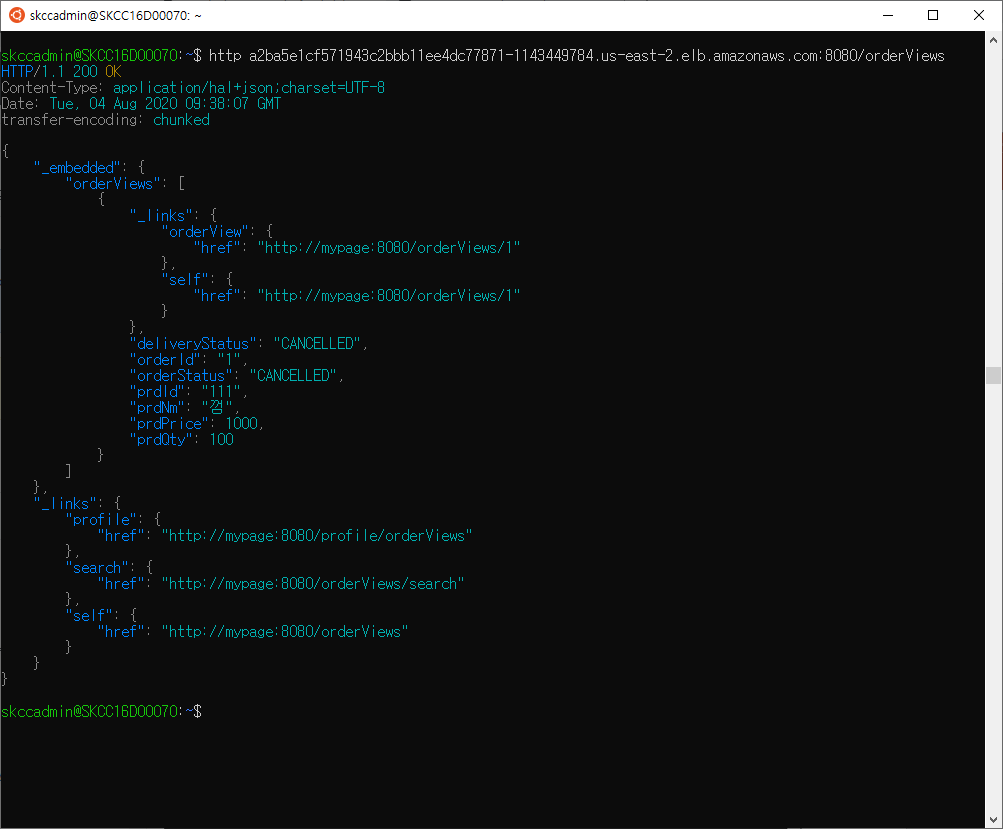 skccadmin@SKCC16D00070: ~
skccadmin@SKCC16D00070:~$ http a2ba5e1cf571943c2bbb11ee4dc77871-1143449784.us-east-2.elb.amazonaws.com:8080/orderViews
HTTP/1.1 200 OK
Content-Type: application/hal+json;charset=UTF-8
Date: Tue, 04 Aug 2020 09:38:07 GMT
transfer-encoding: chunked
{
    "_embedded": {
        "orderViews": [
            {
                "_links": {
                    "orderView": {
                        "href": "http://mypage:8080/orderViews/1"
                    },
                    "self": {
                        "href": "http://mypage:8080/orderViews/1"
                    }
                },
                "deliveryStatus": "CANCELLED",
                "orderId": "1",
                "orderStatus": "CANCELLED",
                "prdId": "111",
                "prdNm": "껌",
                "prdPrice": 1000,
                "prdQty": 100
            }
        ]
    },
    "_links": {
        "profile": {
            "href": "http://mypage:8080/profile/orderViews"
        },
        "search": {
            "href": "http://mypage:8080/orderViews/search"
        },
        "self": {
            "href": "http://mypage:8080/orderViews"
        }
    }
}
skccadmin@SKCC16D00070:~$